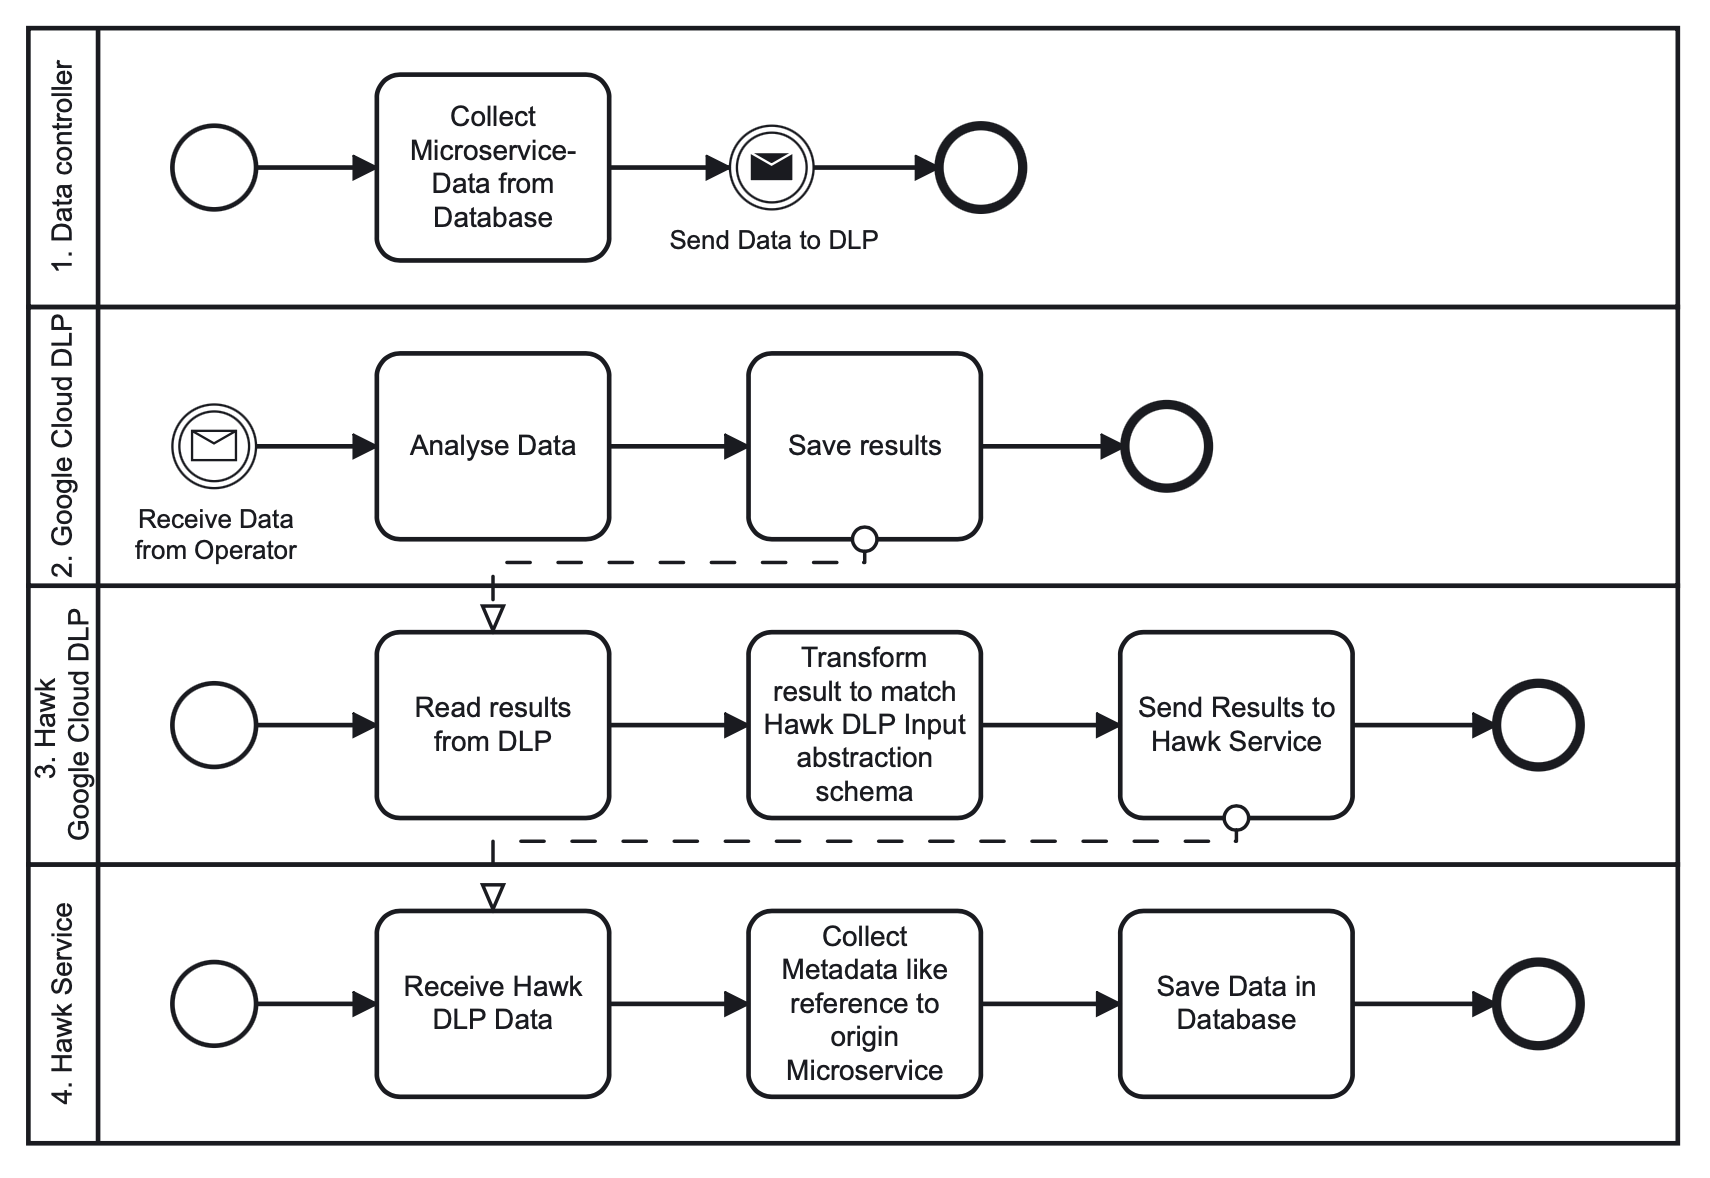 1. Data controller
Collect
Microservice-
Data from
Database
Send Data to DLP
2. Google Cloud DLP
Receive Data
from Operator
Analyse Data
Save results
3. Hawk
Google Cloud DLP
Read results
from DLP
Transform
result to match
Hawk DLP Input
abstraction
schema
Send Results to
Hawk Service
4. Hawk Service
Receive Hawk
DLP Data
Collect
Metadata like
reference to
origin
Microservice
Save Data in
Database